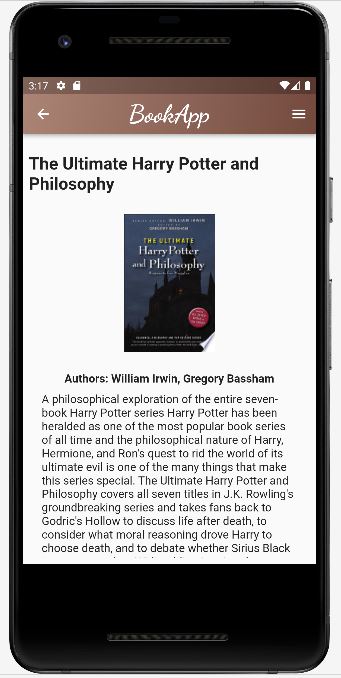 3:17
BookApp
The Ultimate Harry Potter and
Philosophy
WILLIAM IRWIN
GREGORY BASSHAM
THE ULTIMATE
Harry Potter
and Philosophy
Authors: William Irwin, Gregory Bassham
A philosophical exploration of the entire seven-
book Harry Potter series Harry Potter has been
heralded as one of the most popular book series
of all time and the philosophical nature of Harry,
Hermione, and Ron's quest to rid the world of its
ultimate evil is one of the many things that make
this series special. The Ultimate Harry Potter and
Philosophy covers all seven titles in J.K. Rowling's
groundbreaking series and takes fans back to
Godric's Hollow to discuss life after death, to
consider what moral reasoning drove Harry to
choose death, and to debate whether Sirius Black